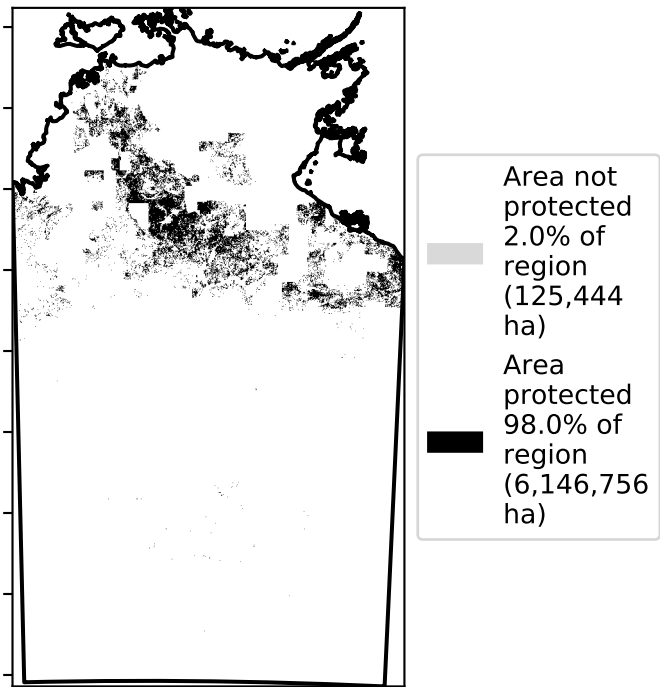 Area not
protected
2.0% of
region
(125,444
ha)
Area
protected
98.0% of
region
(6,146,756
ha)